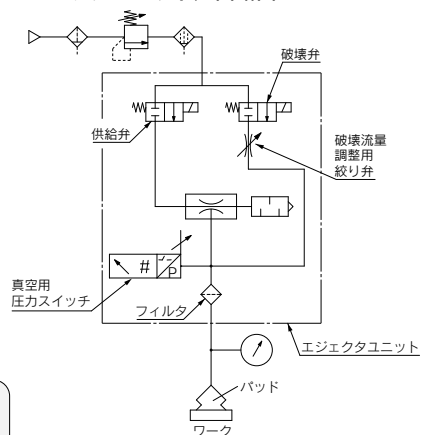 破壊弁
供給弁
破壊流量
調整用
絞り弁
#
P
真空用
圧力スイッチ
フィルタ
エジェクタユニット
パッド
ワーク